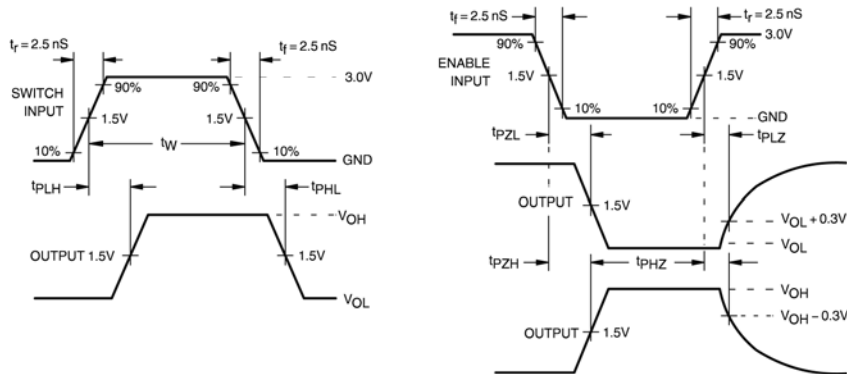 tr = 2.5 nS
tf = 2.5 nS
SWITCH
INPUT
90%
90%
3.0V
1.5V
1.5V
tW
10%
10%
GND
tPLH
tPHL
VOH
OUTPUT 1.5V
1.5V
VOL
tf = 2.5 nS
tr = 2.5 nS
90%
90%
3.0V
ENABLE
INPUT
1.5V
1.5V
10%
10%
GND
tPZL
tPLZ
OUTPUT
1.5V
VOL + 0.3V
VOL
tPZH
tPHZ
VOH
VOH – 0.3V
OUTPUT
1.5V